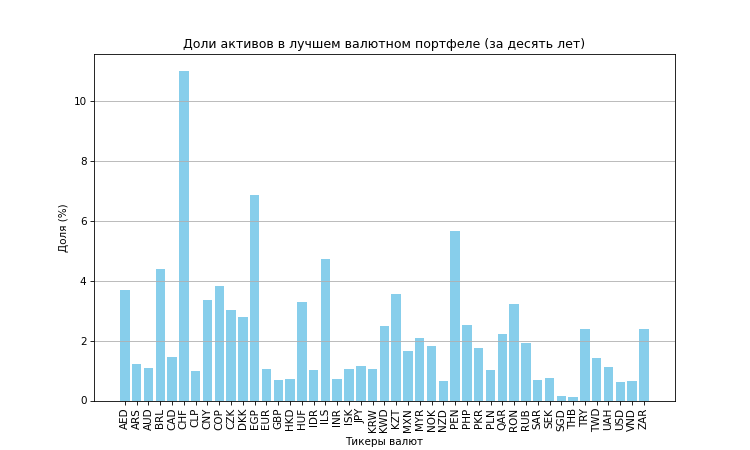 Доли активов в лучшем валютном портфеле (за десять лет)
Доля (%)
10
8
6
4
2
0
AED ARS AUD BRL CAD CHF CLP CNY COP CZK DKK EGP EUR GBP HKD HUF IDR ILS INR ISK JPY KRW KWD KZT MXN MYR NOK NZD PEN PHP PKR PLN QAR RON RUB SAR SEK SGD THB TRY TWD UAH USD VND ZAR
Тикеры валют